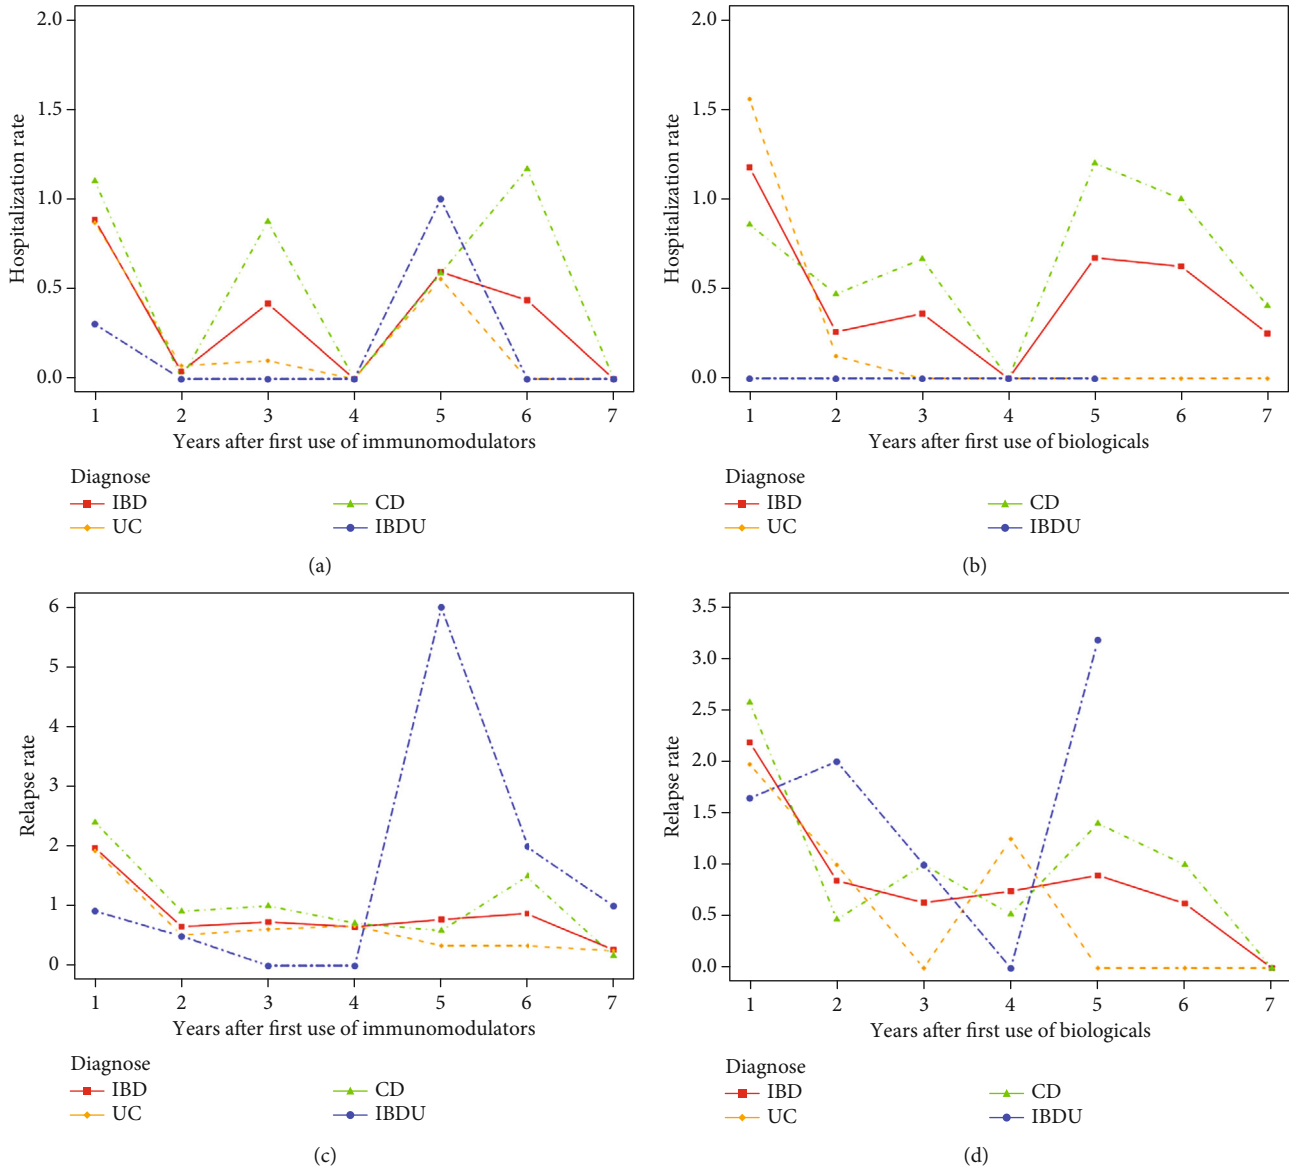 2.0
1.5
1.0
0.5
0.0
Hospitalization rate
1 2 3 4 5 6 7
Years after first use of immunomodulators
Diagnose
IBD CD
UC IBDU
(a)
2.0
1.5
1.0
0.5
0.0
Hospitalization rate
1 2 3 4 5 6 7
Years after first use of biologicals
Diagnose
IBD CD
UC IBDU
(b)
6
5
4
3
2
1
0
Relapse rate
1 2 3 4 5 6 7
Years after first use of immunomodulators
Diagnose
IBD CD
UC IBDU
(c)
3.5
3.0
2.5
2.0
1.5
1.0
0.5
0.0
Relapse rate
1 2 3 4 5 6 7
Years after first use of biologicals
Diagnose
IBD CD
UC IBDU
(d)